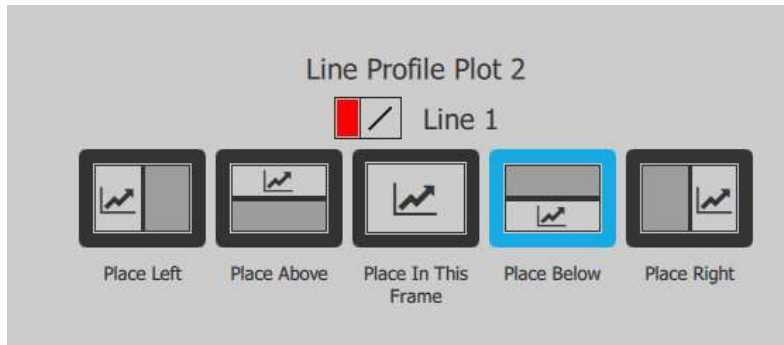 Line Profile Plot 2
Line 1
Place Left
Place Above
Place In This
Frame
Place Below
Place Right